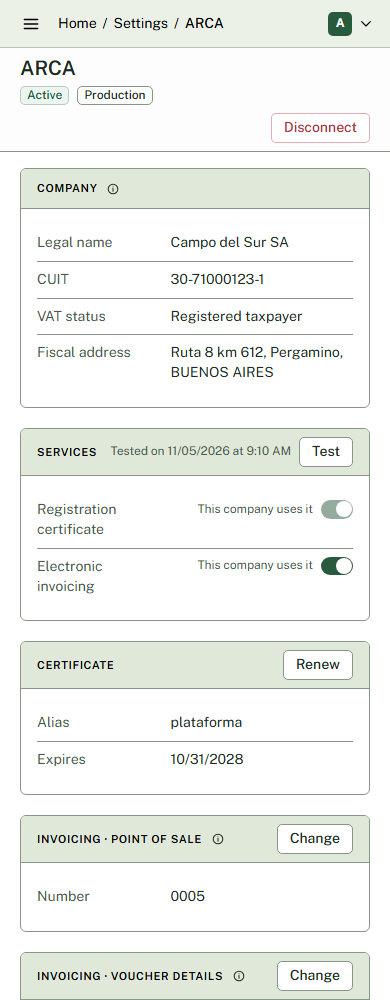 Home / Settings / ARCA
A
ARCA
Active
Production
Disconnect
COMPANY
Legal name Campo del Sur SA
CUIT 30-71000123-1
VAT status Registered taxpayer
Fiscal address Ruta 8 km 612, Pergamino,
BUENOS AIRES
SERVICES Tested on 11/05/2026 at 9:10 AM Test
Registration This company uses it
certificate
Electronic This company uses it
invoicing
CERTIFICATE Renew
Alias plataforma
Expires 10/31/2028
INVOICING · POINT OF SALE Change
Number 0005
INVOICING · VOUCHER DETAILS Change